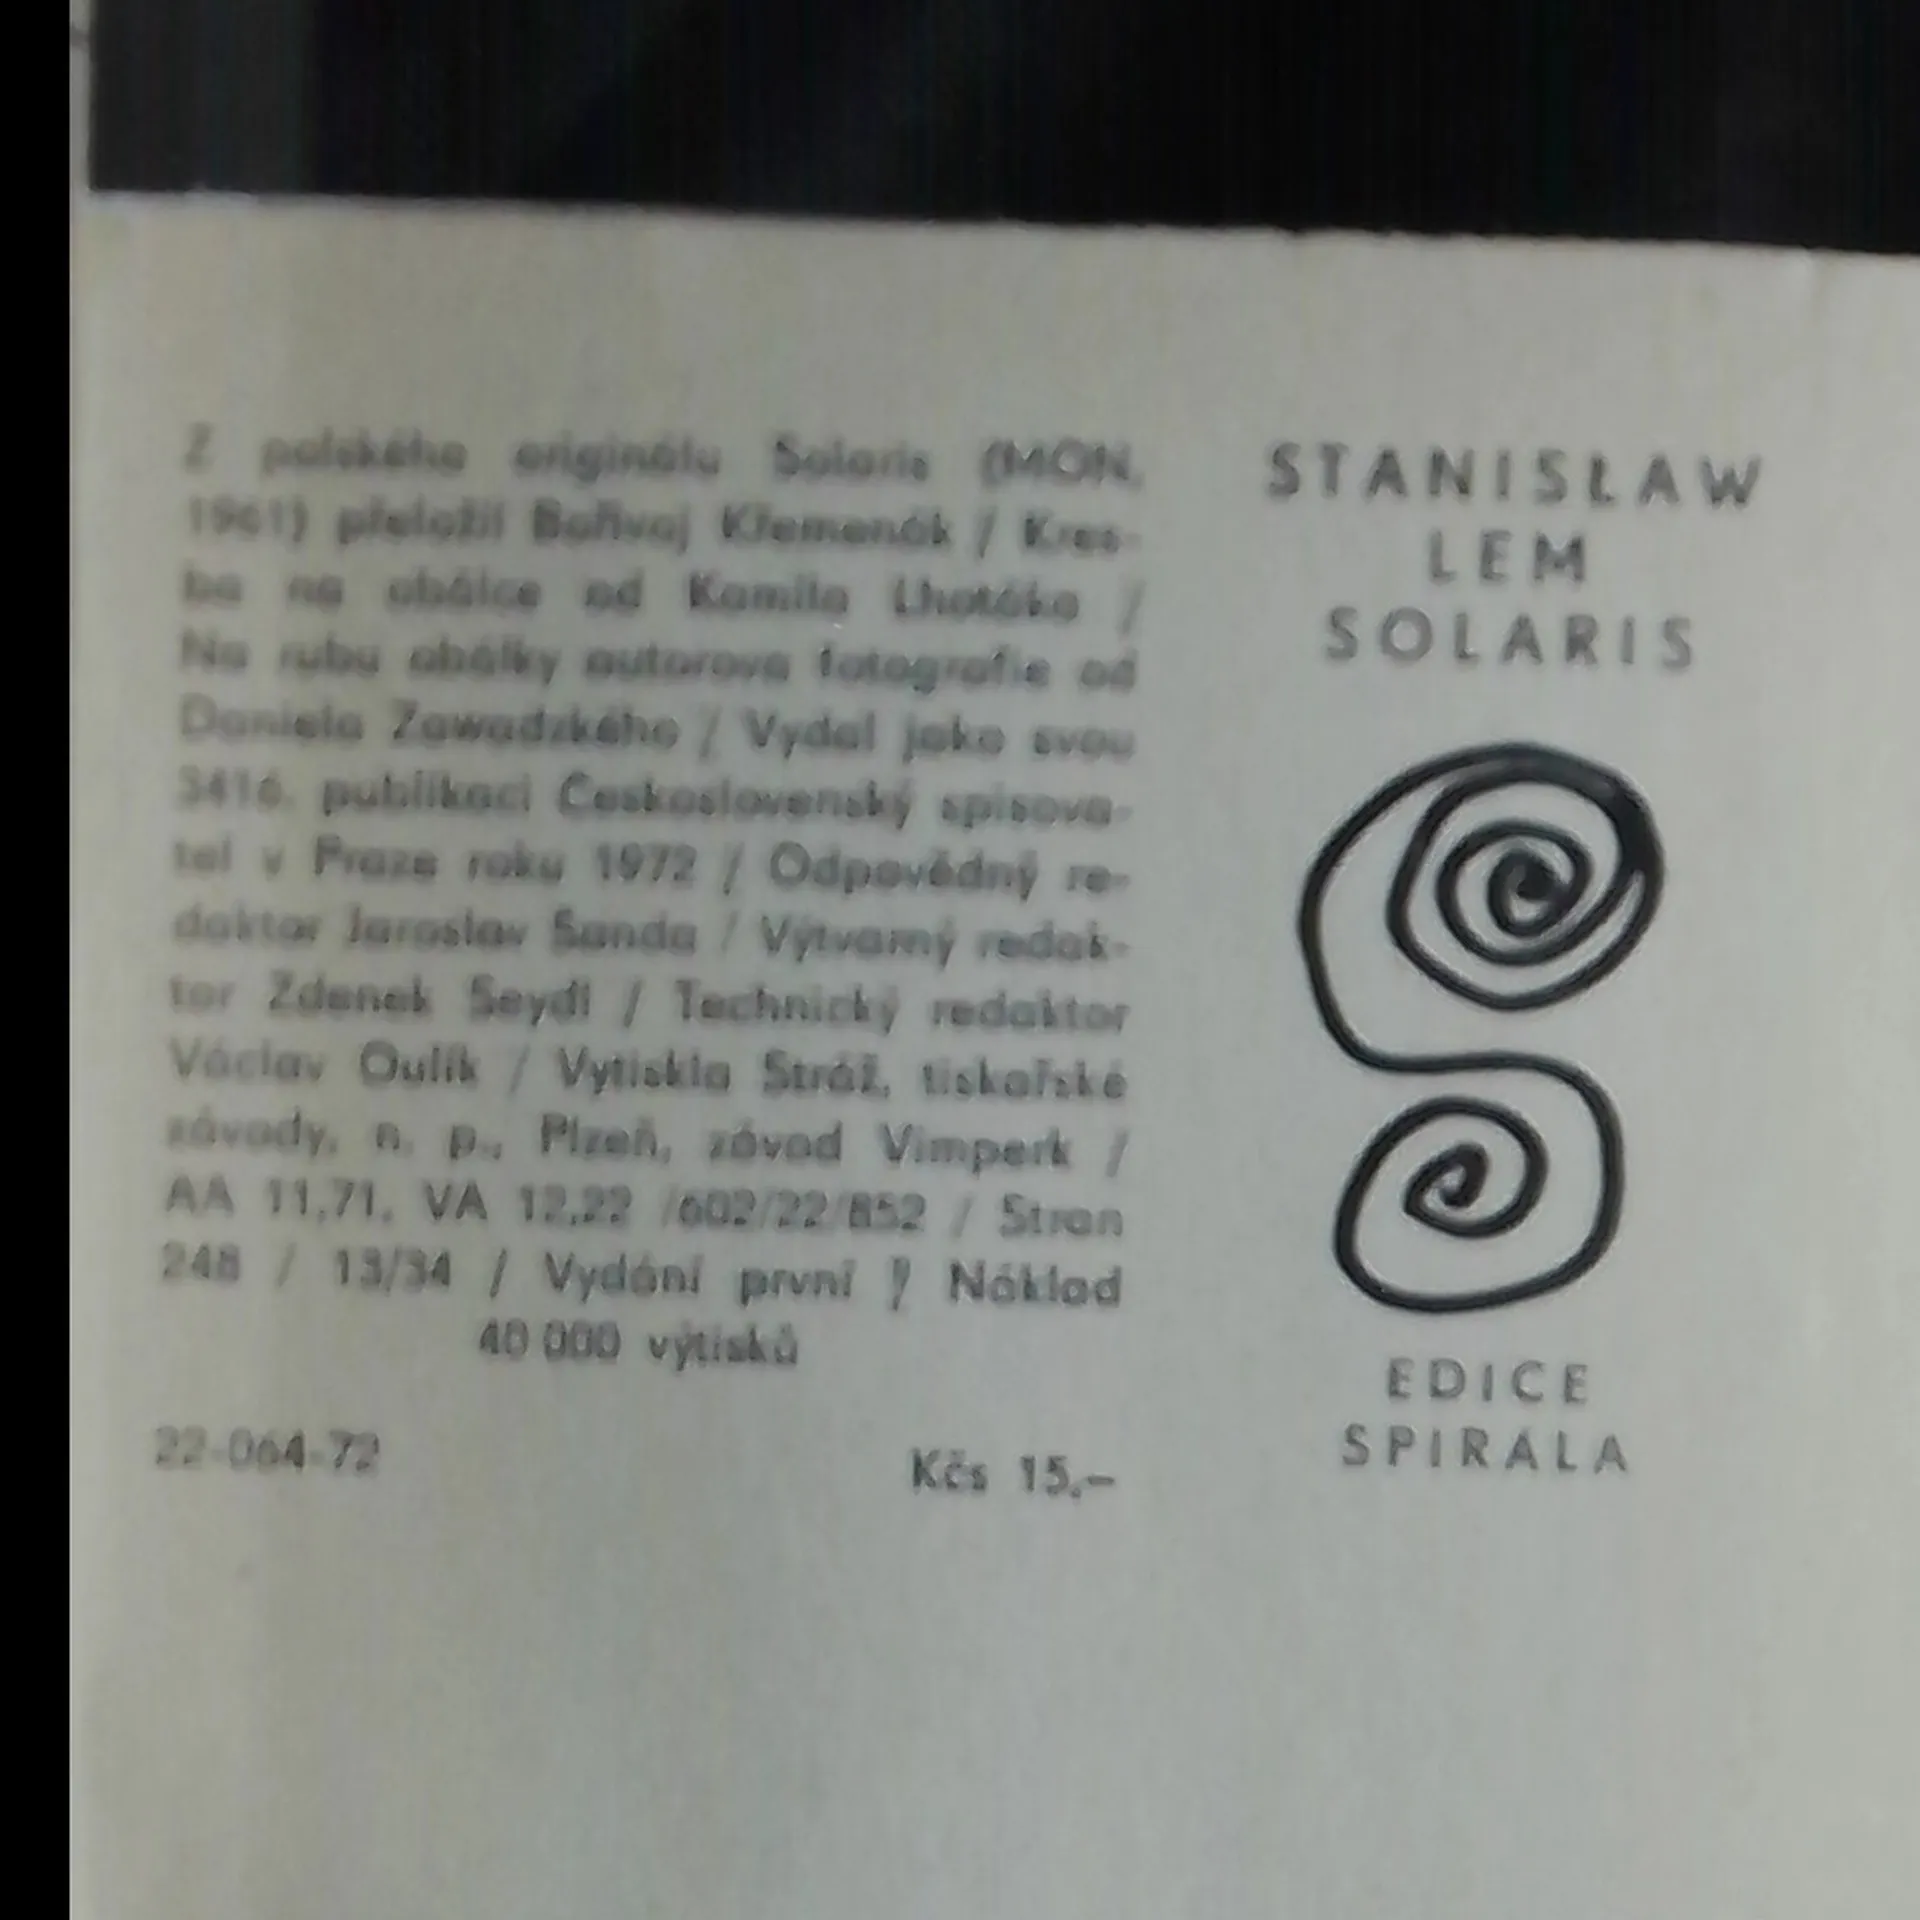 Z polského originálu Solaris (MON,
1961) přeložil Bořivoj Křemenák / Kres-
ba na obálce od Kamila Lhotáka /
Na rubu obálky autorova fotografie od
Daniela Zawadzkého / Vydal jako svou
3416. publikaci Československý spisova-
tel v Praze roku 1972 / Odpovědný re-
daktor Jaroslav Šanda / Výtvarný redak-
tor Zdenek Seydl / Technický redaktor
Václav Oulík / Vytiskla Stráž, tiskařské
závody, n. p., Plzeň, závod Vimperk /
AA 11,71, VA 12,22 /602/22/852 / Stran
248 / 13/34 / Vydání první / Náklad
40 000 výtisků
22-064-72
Kčs 15,–
STANISŁAW
LEM
SOLARIS
EDICE
SPIRÁLA